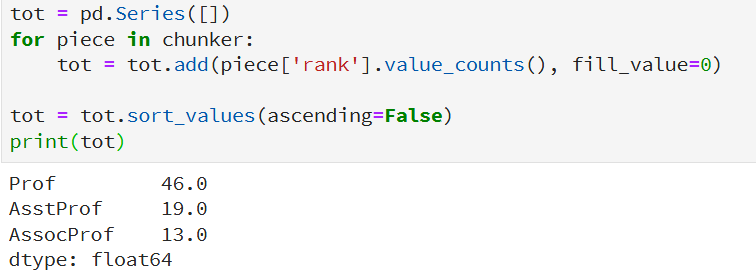 tot = pd.Series([])
for piece in chunker:
    tot = tot.add(piece['rank'].value_counts(), fill_value=0)

tot = tot.sort_values(ascending=False)
print(tot)
Prof         46.0
AsstProf     19.0
AssocProf    13.0
dtype: float64